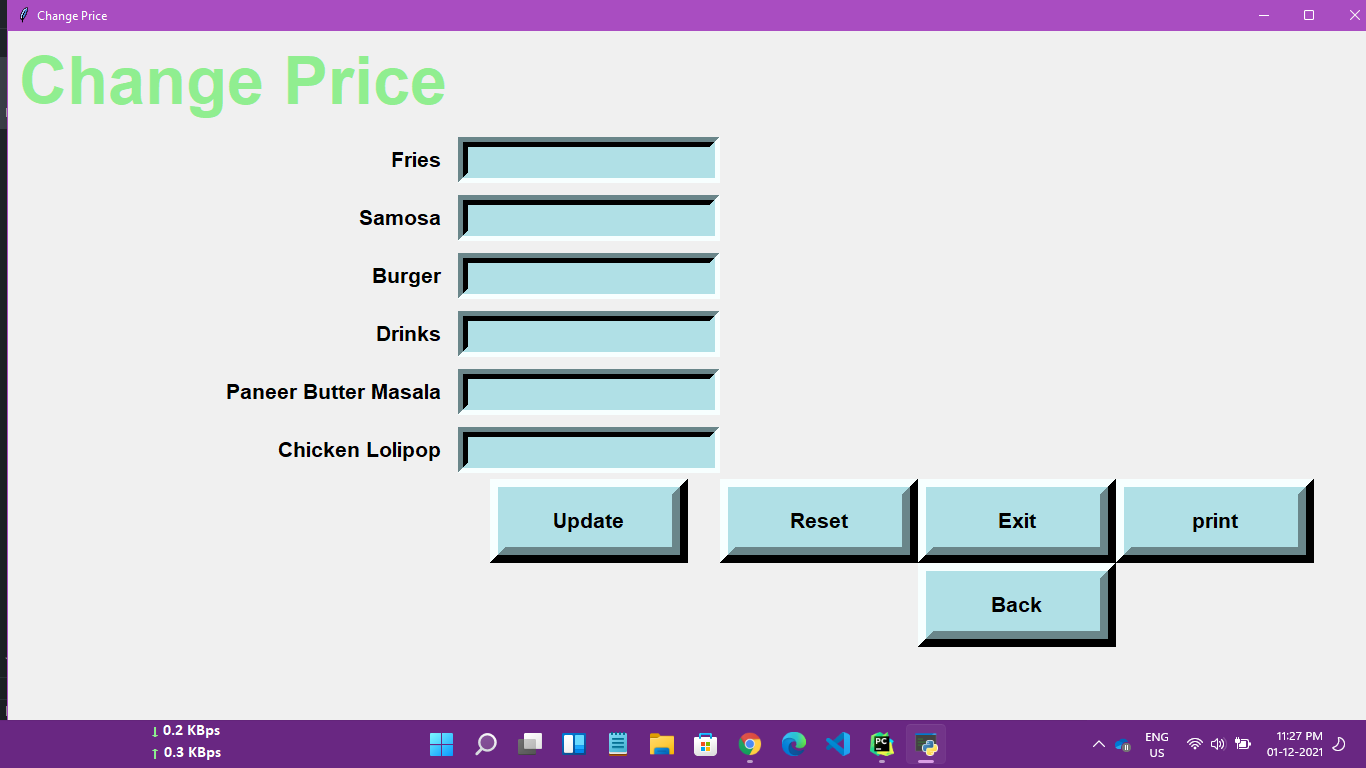 Change Price
Change Price
Fries
Samosa
Burger
Drinks
Paneer Butter Masala
Chicken Lolipop
Update Reset Exit print
Back
↓ 0.2 KBps
↑ 0.3 KBps
PC
ENG
US
11:27 PM
01-12-2021